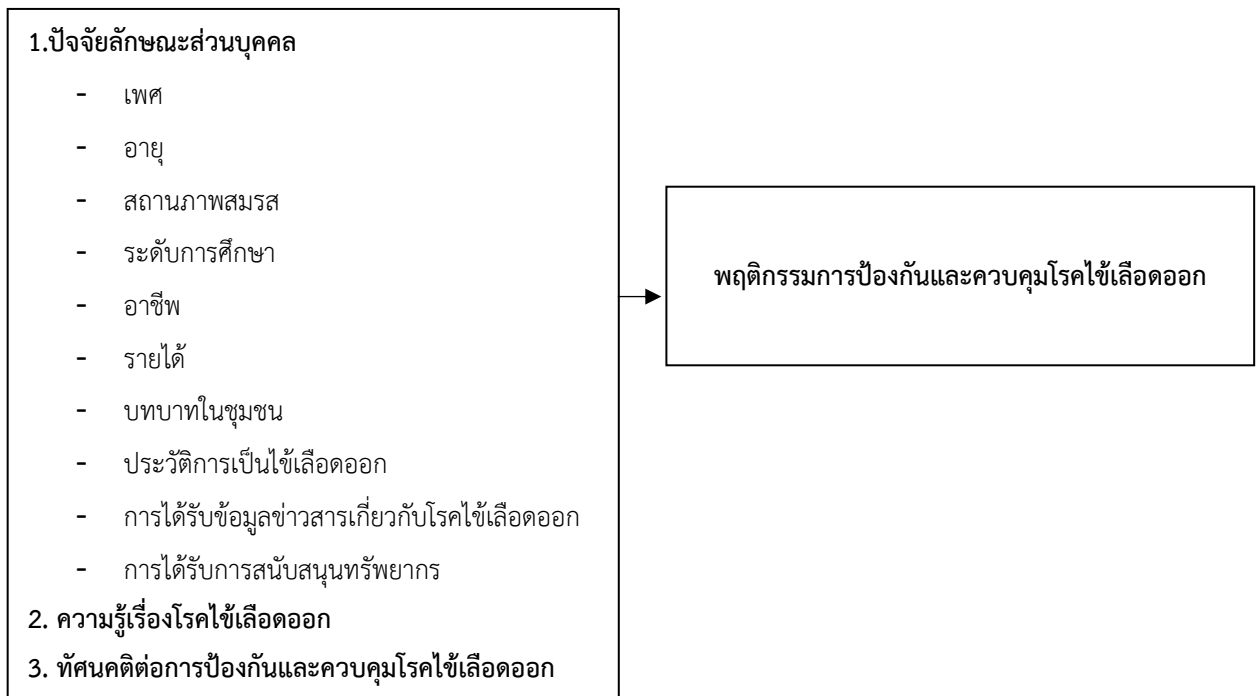 1.ปัจจัยลักษณะส่วนบุคคล
- เพศ
- อายุ
- สถานภาพสมรส
- ระดับการศึกษา
- อาชีพ
- รายได้
- บทบาทในชุมชน
- ประวัติการเป็นไข้เลือดออก
- การได้รับข้อมูลข่าวสารเกี่ยวกับโรคไข้เลือดออก
- การได้รับการสนับสนุนทรัพยากร
2. ความรู้เรื่องโรคไข้เลือดออก
3. ทัศนคติต่อการป้องกันและควบคุมโรคไข้เลือดออก
พฤติกรรมการป้องกันและควบคุมโรคไข้เลือดออก